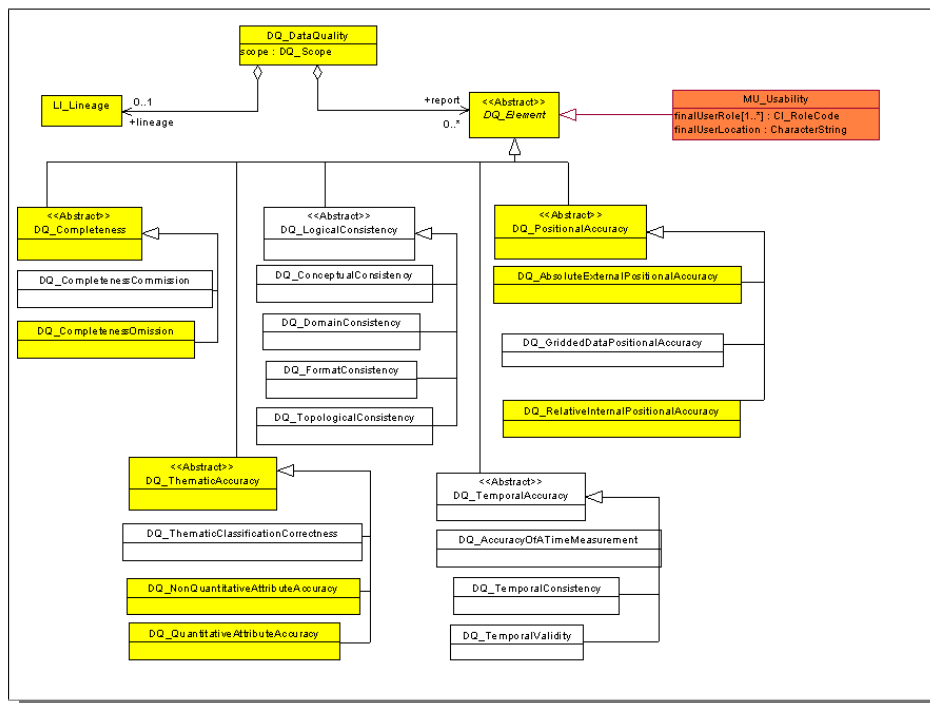 DQ_DataQuality
scope : DQ_Scope
LI_Lineage
0..1
+lineage
+report
0..*
<<Abstract>>
DQ_Element
MU_Usability
finalUserRole[1..*] : CI_RoleCode
finalUserLocation : CharacterString
<<Abstract>>
DQ_Completeness
DQ_CompletenessCommission
DQ_CompletenessOmission
<<Abstract>>
DQ_LogicalConsistency
DQ_ConceptualConsistency
DQ_DomainConsistency
DQ_FormatConsistency
DQ_TopologicalConsistency
<<Abstract>>
DQ_PositionalAccuracy
DQ_AbsoluteExternalPositionalAccuracy
DQ_GriddedDataPositionalAccuracy
DQ_RelativeInternalPositionalAccuracy
<<Abstract>>
DQ_ThematicAccuracy
DQ_ThematicClassificationCorrectness
DQ_NonQuantitativeAttributeAccuracy
DQ_QuantitativeAttributeAccuracy
<<Abstract>>
DQ_TemporalAccuracy
DQ_AccuracyOfATimeMeasurement
DQ_TemporalConsistency
DQ_TemporalValidity